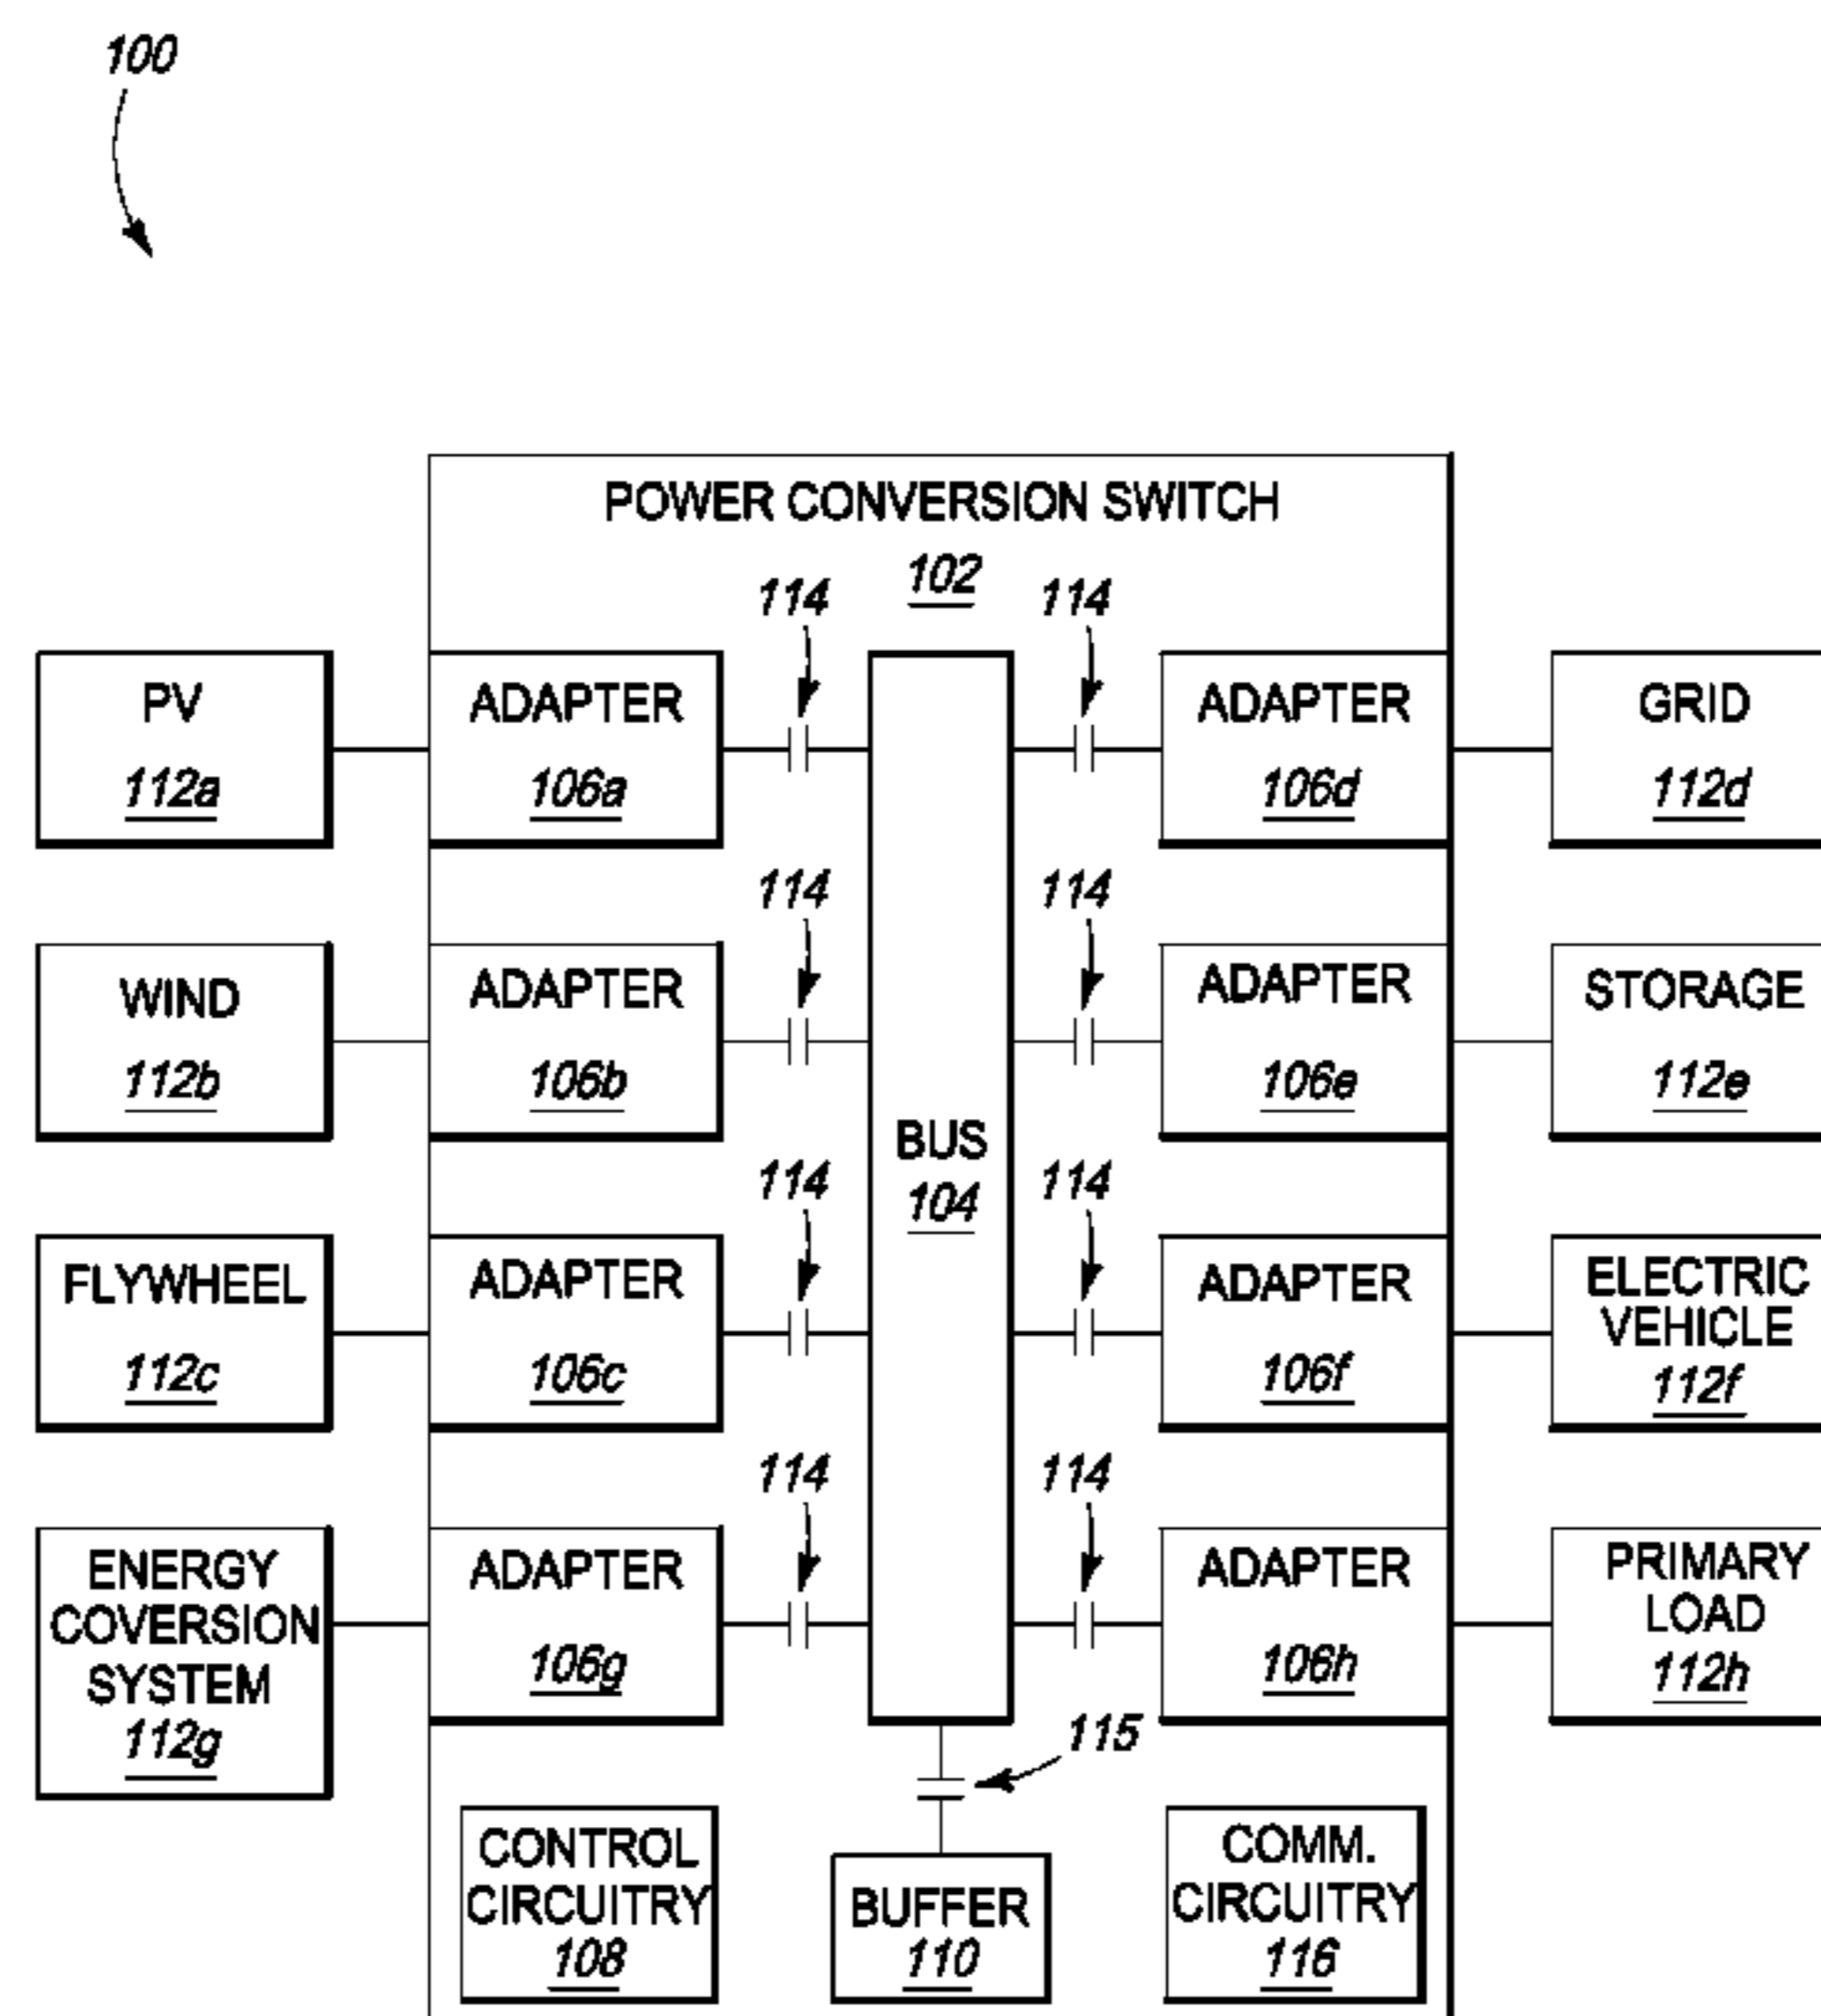 100
POWER CONVERSION SWITCH
102
114
114
PV
112a
ADAPTER
106a
ADAPTER
106d
GRID
112d
114
114
WIND
112b
ADAPTER
106b
ADAPTER
106e
STORAGE
112e
BUS
104
114
114
FLYWHEEL
112c
ADAPTER
106c
ADAPTER
106f
ELECTRIC
VEHICLE
112f
114
114
ENERGY
COVERSION
SYSTEM
112g
ADAPTER
106g
ADAPTER
106h
PRIMARY
LOAD
112h
115
CONTROL
CIRCUITRY
108
BUFFER
110
COMM.
CIRCUITRY
116